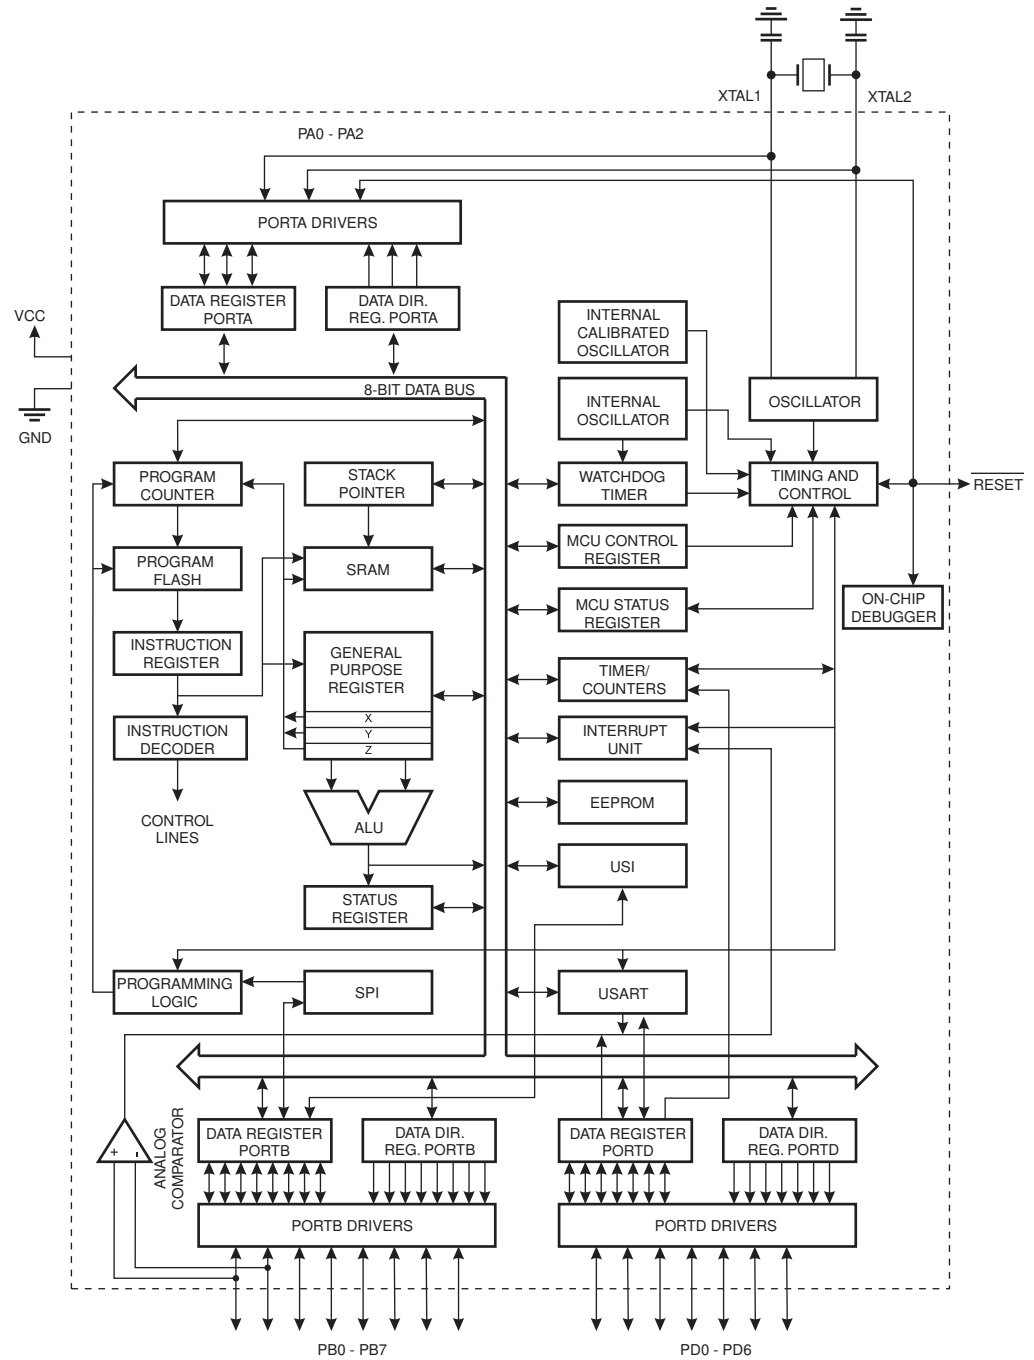 XTAL1
XTAL2
PA0 - PA2
PORTA DRIVERS
DATA REGISTER
PORTA
DATA DIR.
REG. PORTA
VCC
GND
8-BIT DATA BUS
INTERNAL
CALIBRATED
OSCILLATOR
INTERNAL
OSCILLATOR
OSCILLATOR
PROGRAM
COUNTER
STACK
POINTER
WATCHDOG
TIMER
TIMING AND
CONTROL
RESET
PROGRAM
FLASH
SRAM
MCU CONTROL
REGISTER
MCU STATUS
REGISTER
ON-CHIP
DEBUGGER
INSTRUCTION
REGISTER
GENERAL
PURPOSE
REGISTER
X
Y
Z
TIMER/
COUNTERS
INSTRUCTION
DECODER
INTERRUPT
UNIT
CONTROL
LINES
ALU
EEPROM
USI
STATUS
REGISTER
PROGRAMMING
LOGIC
SPI
USART
+
-
ANALOG
COMPARATOR
DATA REGISTER
PORTB
DATA DIR.
REG. PORTB
DATA REGISTER
PORTD
DATA DIR.
REG. PORTD
PORTB DRIVERS
PORTD DRIVERS
PB0 - PB7
PD0 - PD6